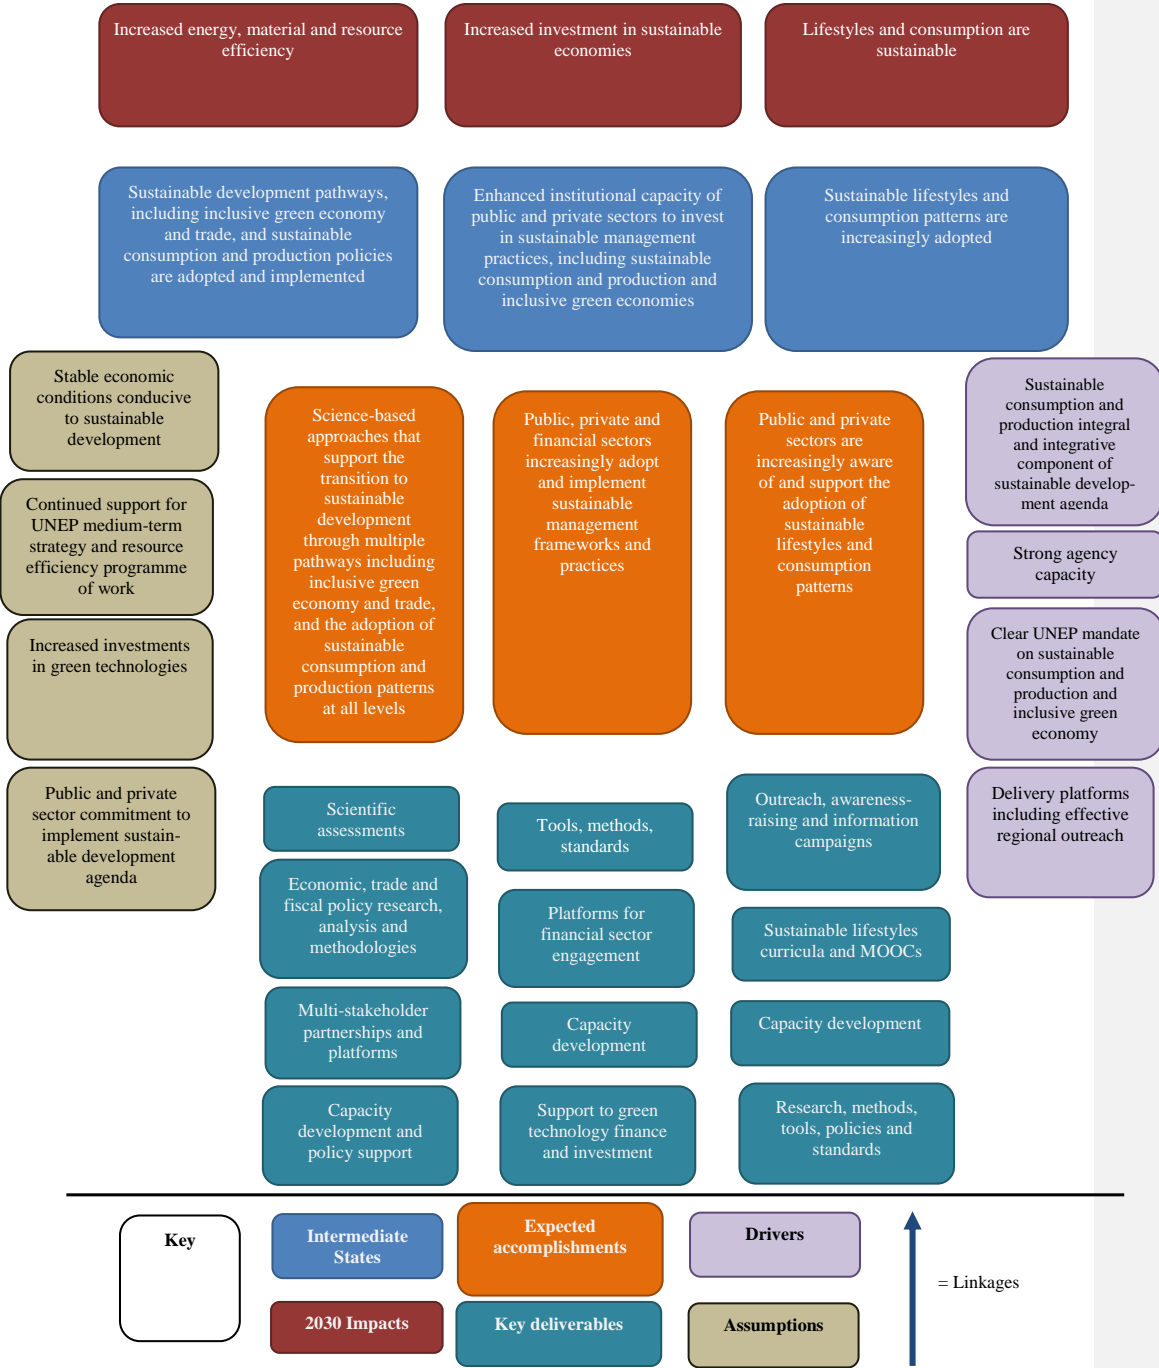 Increased energy, material and resource
efficiency
Increased investment in sustainable
economies
Lifestyles and consumption are
sustainable
Sustainable development pathways,
including inclusive green economy
and trade, and sustainable
consumption and production policies
are adopted and implemented
Enhanced institutional capacity of
public and private sectors to invest
in sustainable management
practices, including sustainable
consumption and production and
inclusive green economies
Sustainable lifestyles and
consumption patterns are
increasingly adopted
Stable economic
conditions conducive
to sustainable
development
Continued support for
UNEP medium-term
strategy and resource
efficiency programme
of work
Increased investments
in green technologies
Public and private
sector commitment to
implement sustain-
able development
agenda
Science-based
approaches that
support the
transition to
sustainable
development
through multiple
pathways including
inclusive green
economy and trade,
and the adoption of
sustainable
consumption and
production patterns
at all levels
Public, private and
financial sectors
increasingly adopt
and implement
sustainable
management
frameworks and
practices
Public and private
sectors are
increasingly aware
of and support the
adoption of
sustainable
lifestyles and
consumption
patterns
Sustainable
consumption and
production integral
and integrative
component of
sustainable develop-
ment agenda
Strong agency
capacity
Clear UNEP mandate
on sustainable
consumption and
production and
inclusive green
economy
Delivery platforms
including effective
regional outreach
Scientific
assessments
Economic, trade and
fiscal policy research,
analysis and
methodologies
Multi-stakeholder
partnerships and
platforms
Capacity
development and
policy support
Tools, methods,
standards
Platforms for
financial sector
engagement
Capacity
development
Support to green
technology finance
and investment
Outreach, awareness-
raising and information
campaigns
Sustainable lifestyles
curricula and MOOCs
Capacity development
Research, methods,
tools, policies and
standards
Key
Intermediate
States
Expected
accomplishments
Drivers
= Linkages
2030 Impacts
Key deliverables
Assumptions